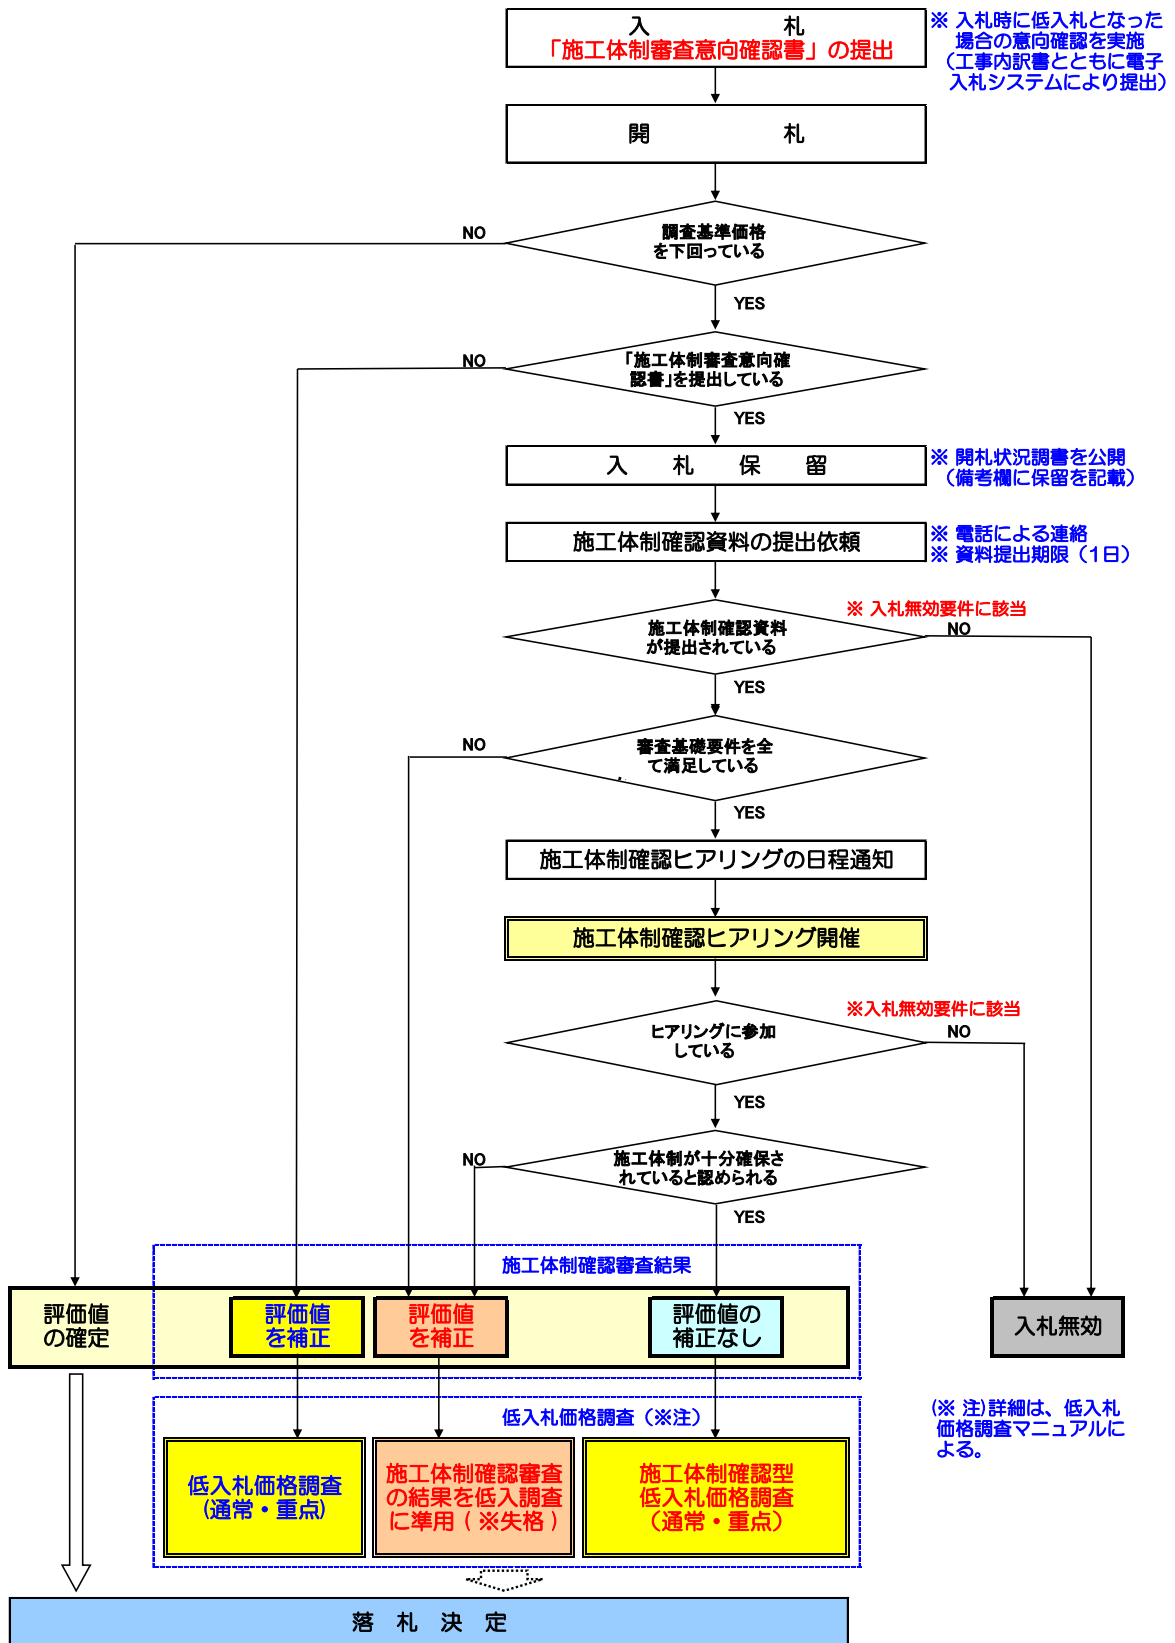 入　　　　　札
「施工体制審査意向確認書」の提出
※ 入札時に低入札となった
場合の意向確認を実施
（工事内訳書とともに電子
入札システムにより提出）
開　　　　　札
調査基準価格
を下回っている
NO
YES
「施工体制審査意向確
認書」を提出している
NO
YES
入　札　保　留
※ 開札状況調書を公開
（備考欄に保留を記載）
施工体制確認資料の提出依頼
※ 電話による連絡
※ 資料提出期限（1日）
※ 入札無効要件に該当
施工体制確認資料
が提出されている
NO
YES
審査基礎要件を全
て満足している
NO
YES
施工体制確認ヒアリングの日程通知
施工体制確認ヒアリング開催
※入札無効要件に該当
ヒアリングに参加
している
NO
YES
施工体制が十分確保さ
れていると認められる
NO
YES
施工体制確認審査結果
評価値
の確定
評価値
を補正
評価値
を補正
評価値の
補正なし
入札無効
低入札価格調査（※注）
(※ 注)詳細は、低入札
価格調査マニュアルに
よる。
低入札価格調査
(通常・重点)
施工体制確認審査
の結果を低入調査
に準用（※失格）
施工体制確認型
低入札価格調査
（通常・重点）
落　札　決　定